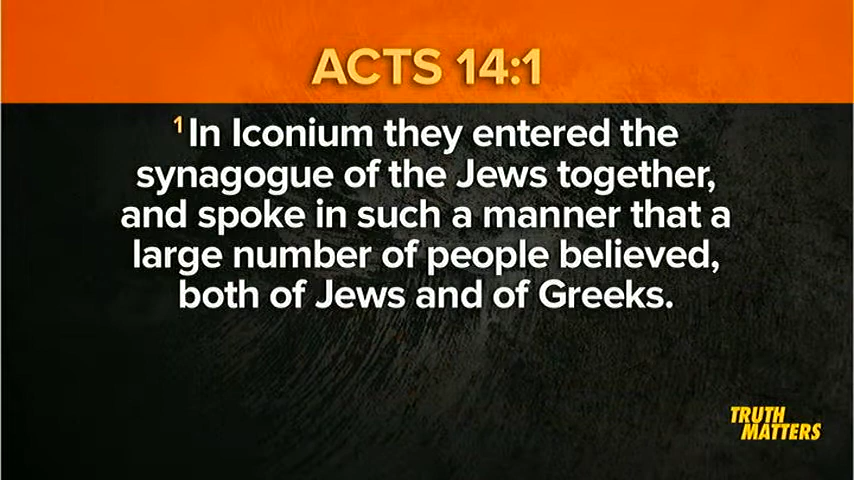 ACTS 14:1
1 In Iconium they entered the
synagogue of the Jews together,
and spoke in such a manner that a
large number of people believed,
both of Jews and of Greeks.
TRUTH
MATTERS